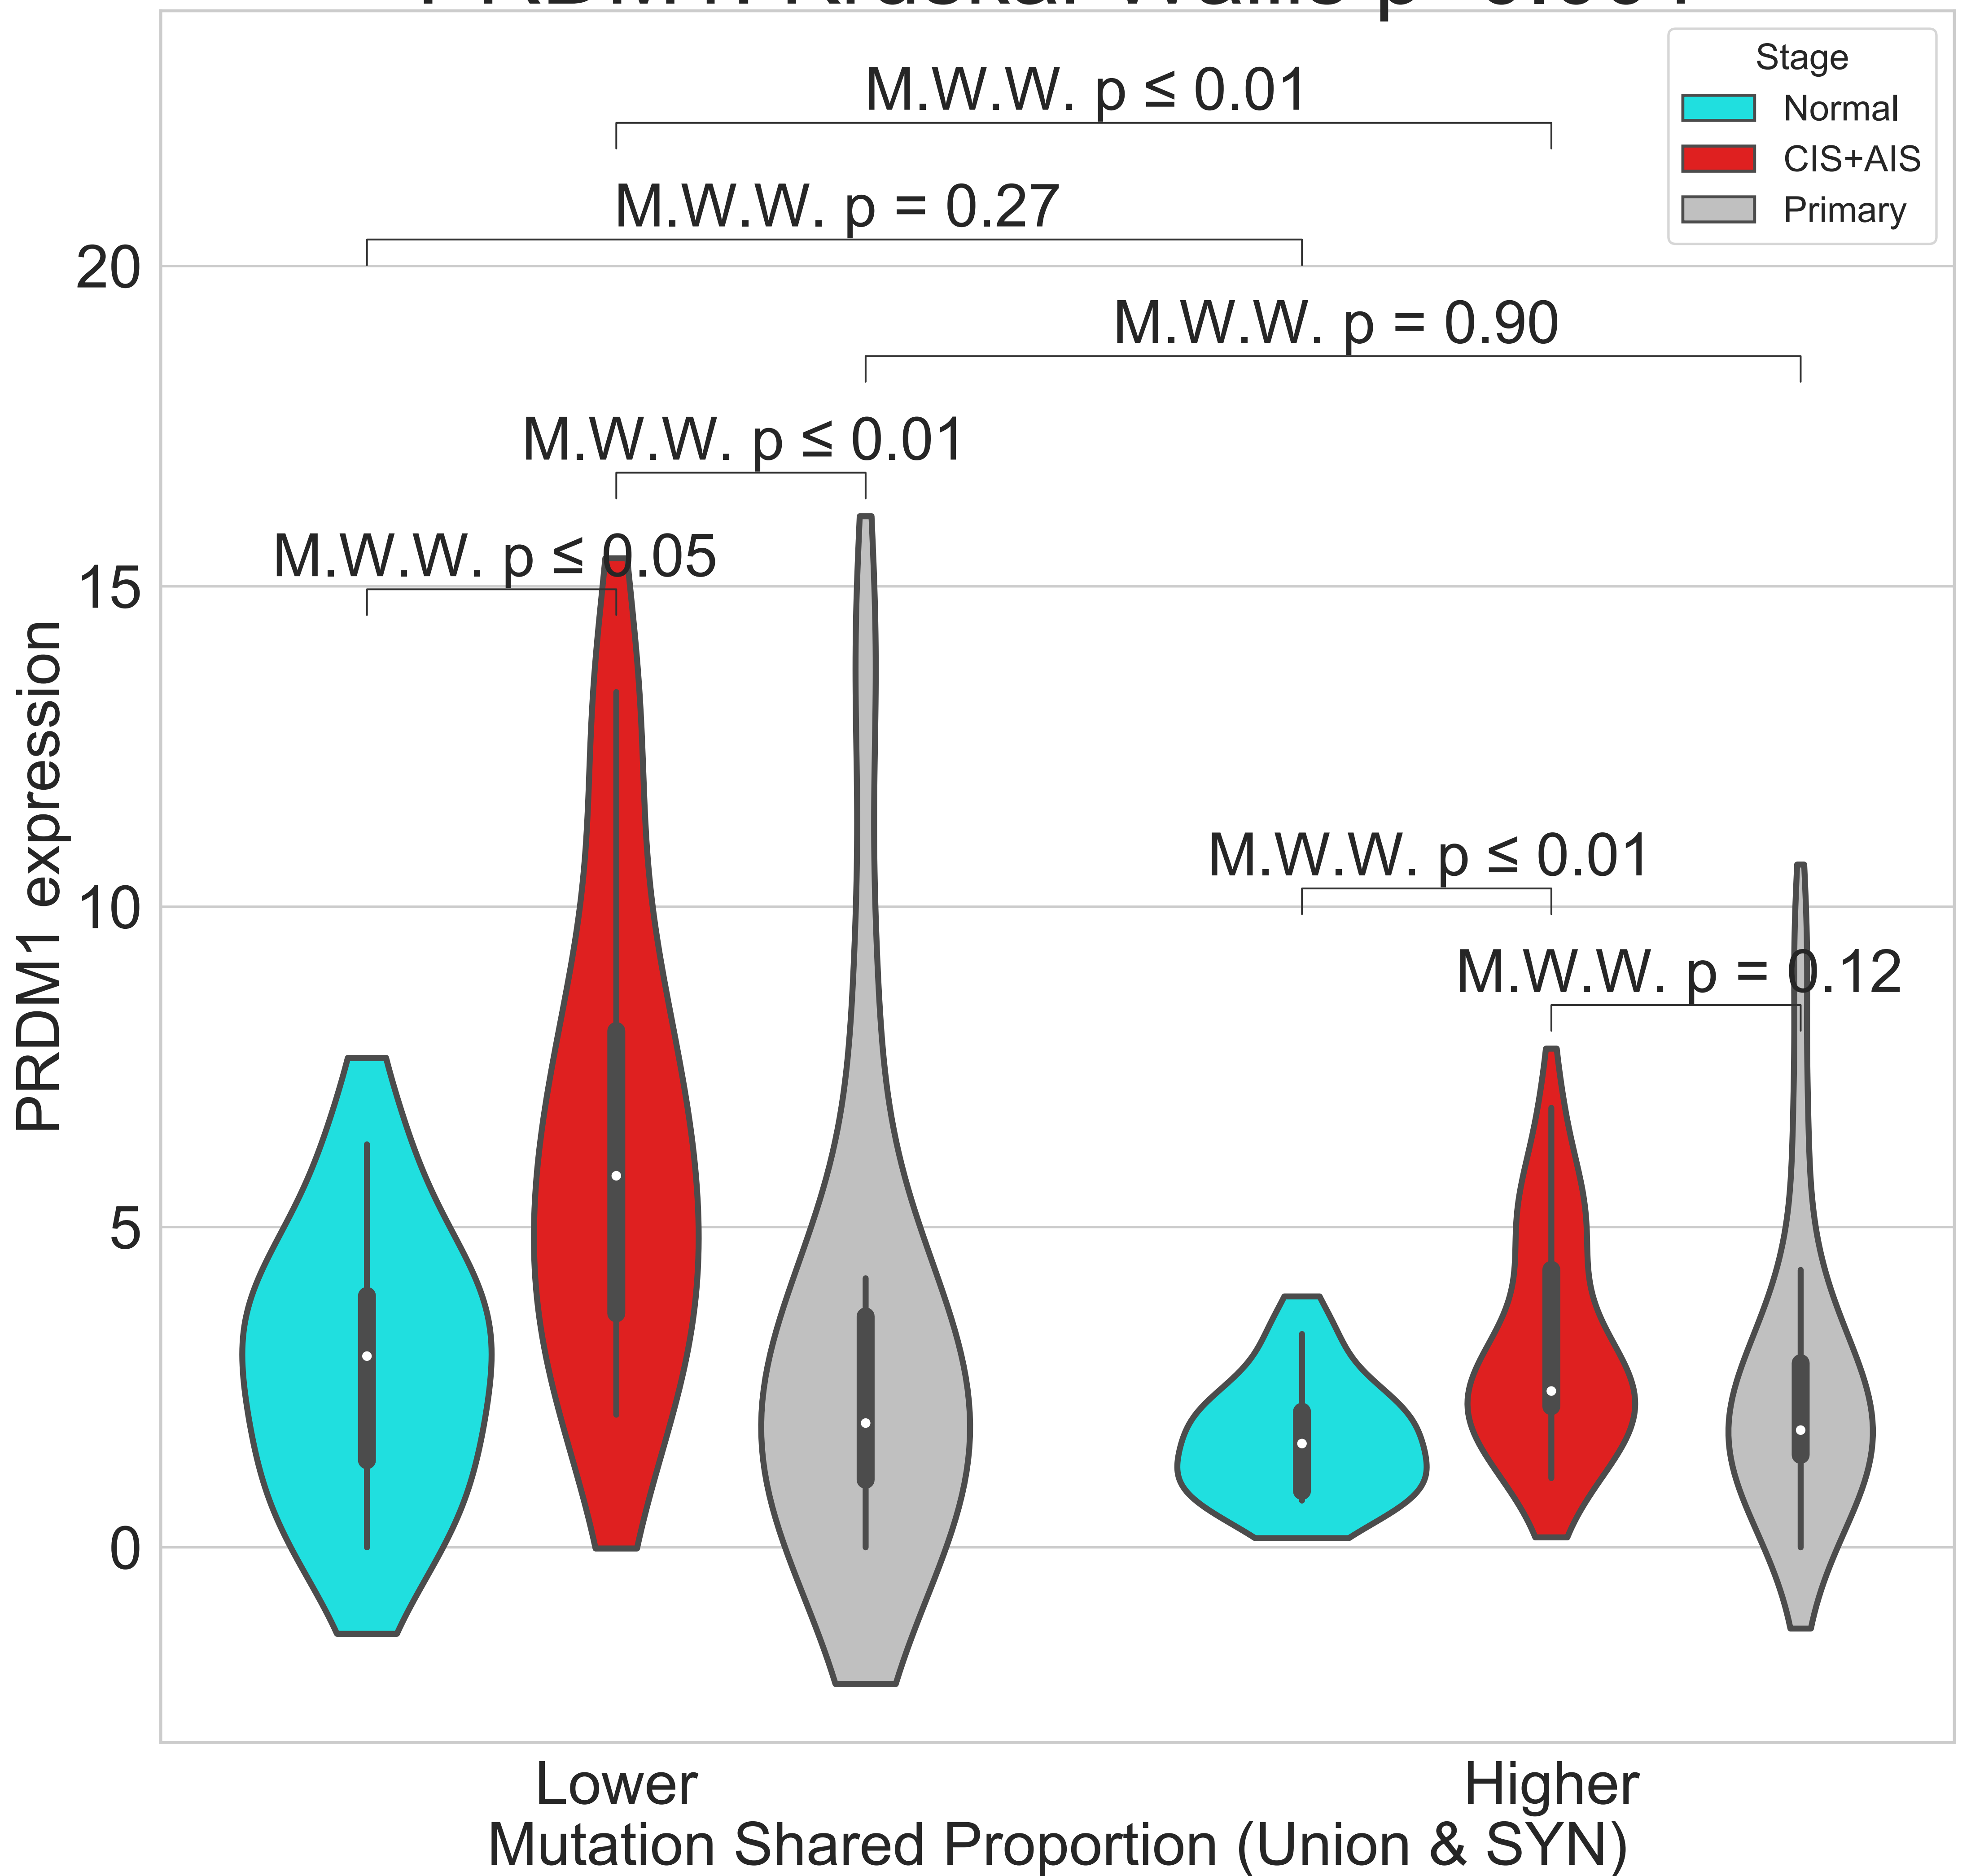 Stage
Normal
CIS+AIS
Primary
M.W.W. p ≤ 0.01
M.W.W. p = 0.27
M.W.W. p = 0.90
M.W.W. p ≤ 0.01
M.W.W. p ≤ 0.05
M.W.W. p ≤ 0.01
M.W.W. p = 0.12
20
15
10
5
0
PRDM1 expression
Lower
Higher
Mutation Shared Proportion (Union & SYN)